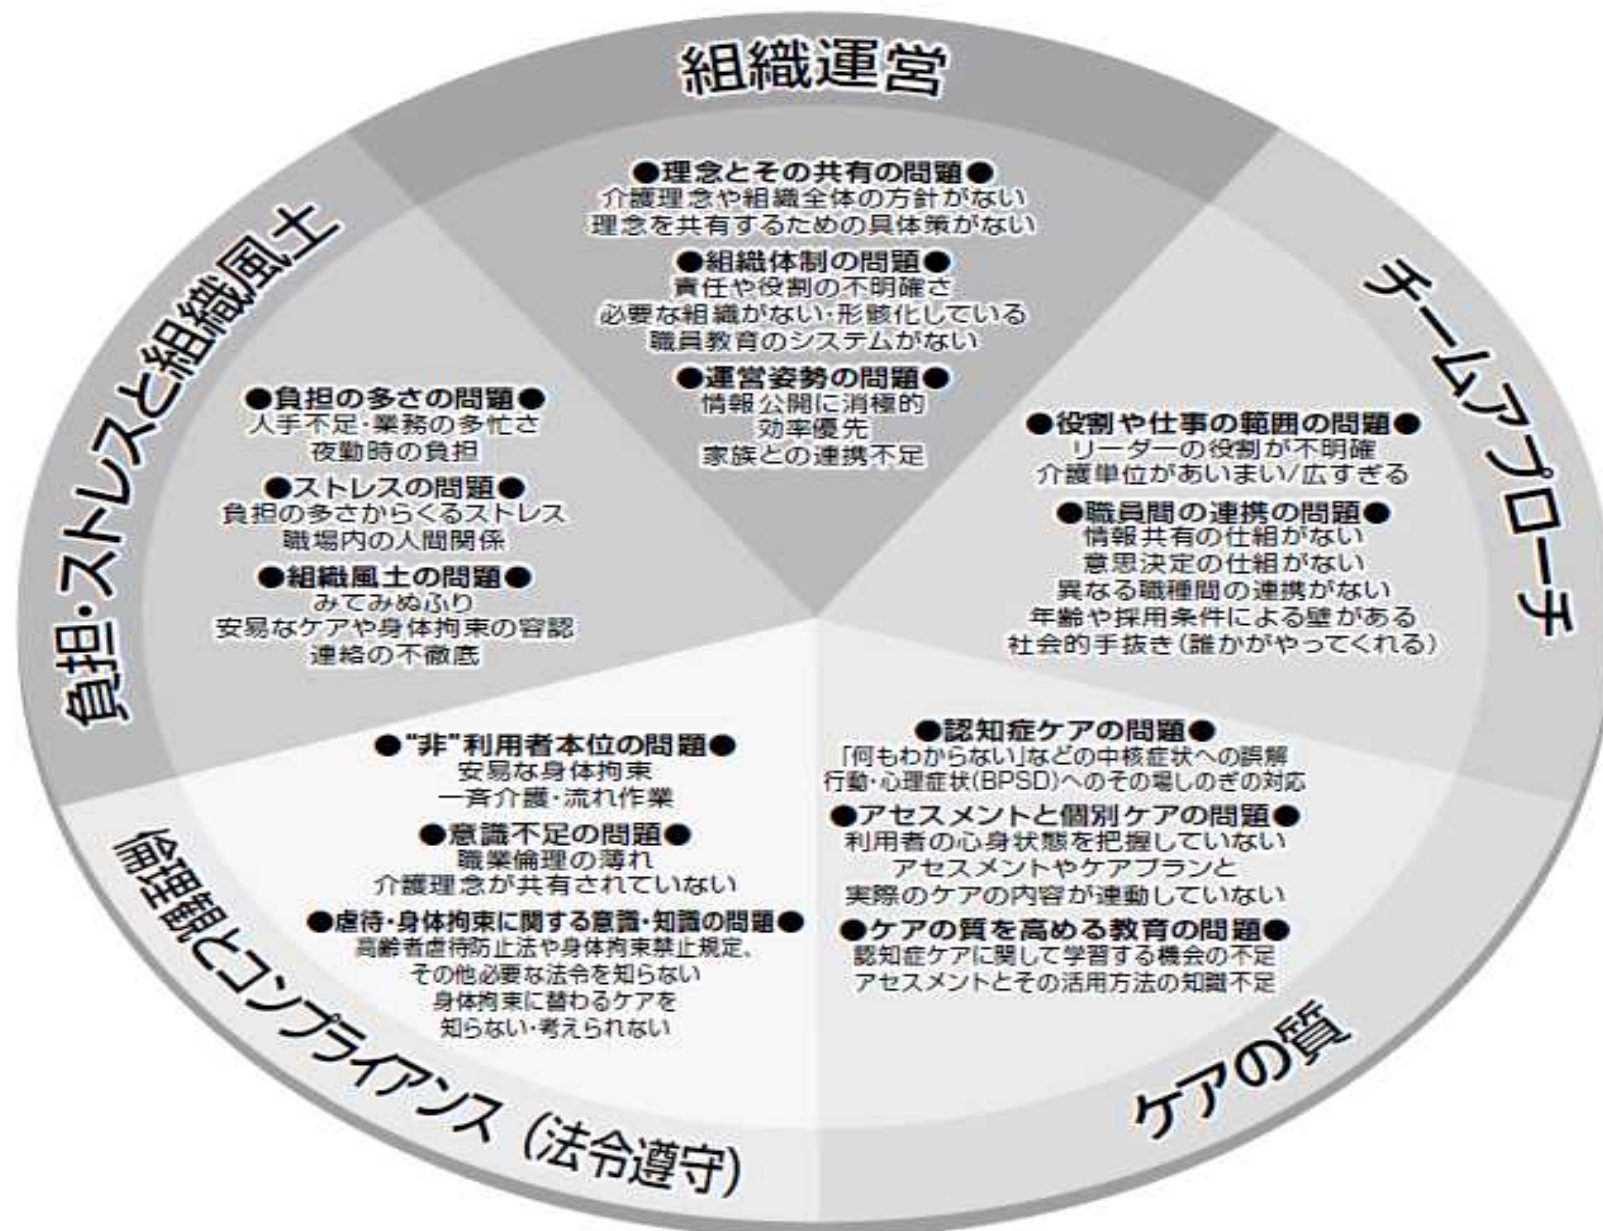 組織運営
●理念とその共有の問題●
介護理念や組織全体の方針がない
理念を共有するための具体策がない
●組織体制の問題●
責任や役割の不明確さ
必要な組織がない・形骸化している
職員教育のシステムがない
●運営姿勢の問題●
情報公開に消極的
効率優先
家族との連携不足
チームアプローチ
●役割や仕事の範囲の問題●
リーダーの役割が不明確
介護単位があいまい/広すぎる
●職員間の連携の問題●
情報共有の仕組がない
意思決定の仕組がない
異なる職種間の連携がない
年齢や採用条件による壁がある
社会的手抜き(誰かがやってくれる)
ケアの質
●認知症ケアの問題●
「何もわからない」などの中核症状への誤解
行動・心理症状(BPSD)へのその場しのぎの対応
●アセスメントと個別ケアの問題●
利用者の心身状態を把握していない
アセスメントやケアプランと
実際のケアの内容が連動していない
●ケアの質を高める教育の問題●
認知症ケアに関して学習する機会の不足
アセスメントとその活用方法の知識不足
倫理観とコンプライアンス(法令遵守)
●"非"利用者本位の問題●
安易な身体拘束
一斉介護・流れ作業
●意識不足の問題●
職業倫理の薄れ
介護理念が共有されていない
●虐待・身体拘束に関する意識・知識の問題●
高齢者虐待防止法や身体拘束禁止規定、
その他必要な法令を知らない
身体拘束に替わるケアを
知らない・考えられない
負担・ストレスと組織風土
●負担の多さの問題●
人手不足・業務の多忙さ
夜勤時の負担
●ストレスの問題●
負担の多さからくるストレス
職場内の人間関係
●組織風土の問題●
みてみぬふり
安易なケアや身体拘束の容認
連絡の不徹底